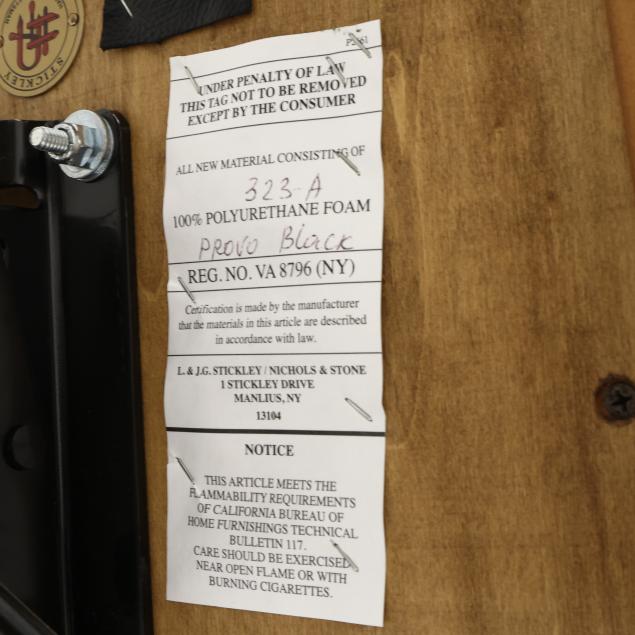 STICKLEY
UNDER PENALTY OF LAW
THIS TAG NOT TO BE REMOVED
EXCEPT BY THE CONSUMER
ALL NEW MATERIAL CONSISTING OF
323-A
100% POLYURETHANE FOAM
PROVO Black
REG. NO. VA 8796 (NY)
Certification is made by the manufacturer
that the materials in this article are described
in accordance with law.
L. & J.G. STICKLEY / NICHOLS & STONE
1 STICKLEY DRIVE
MANLIUS, NY
13104
NOTICE
THIS ARTICLE MEETS THE
FLAMMABILITY REQUIREMENTS
OF CALIFORNIA BUREAU OF
HOME FURNISHINGS TECHNICAL
BULLETIN 117.
CARE SHOULD BE EXERCISED
NEAR OPEN FLAME OR WITH
BURNING CIGARETTES.